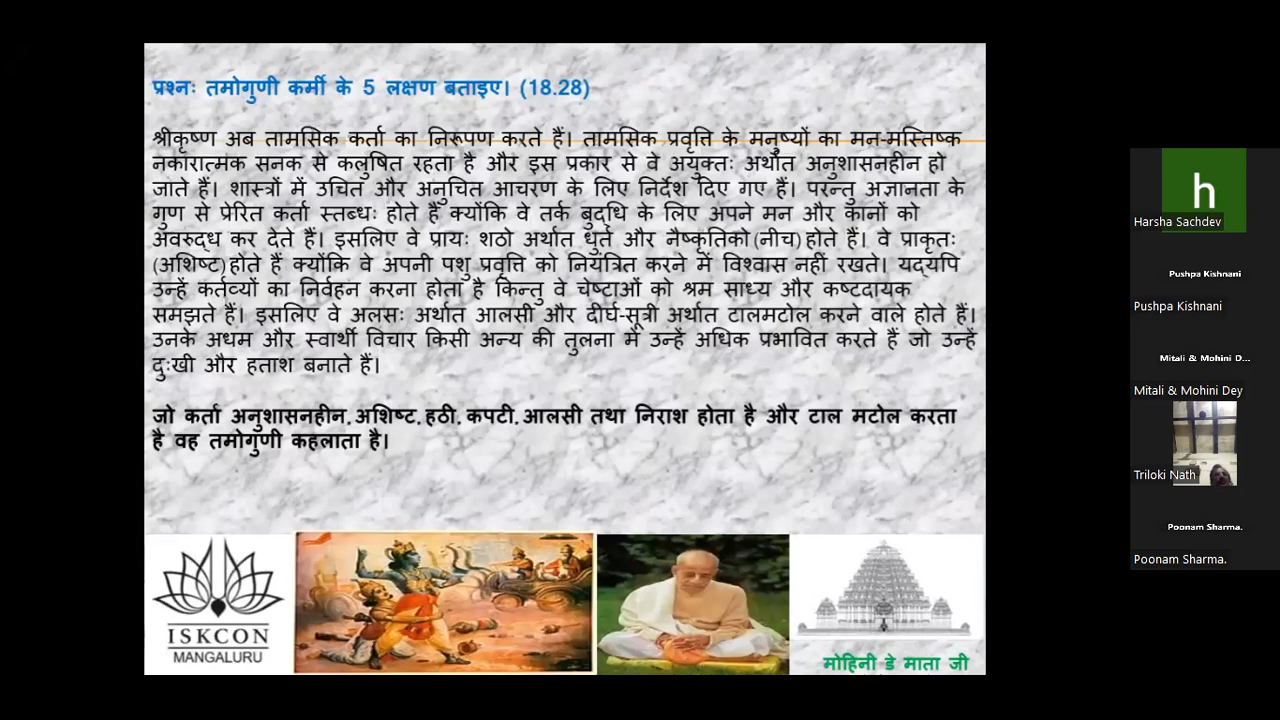 प्रश्नः तमोगुणी कर्मी के 5 लक्षण बताइए। (18.28)
श्रीकृष्ण अब तामसिक कर्ता का निरूपण करते हैं। तामसिक प्रवृत्ति के मनुष्यों का मन-मस्तिष्क
नकारात्मक सनक से कलुषित रहता है और इस प्रकार से वे अयुक्तः अर्थात अनुशासनहीन हो
जाते हैं। शास्त्रों में उचित और अनुचित आचरण के लिए निर्देश दिए गए हैं। परन्तु अज्ञानता के
गुण से प्रेरित कर्ता स्तब्धः होते हैं क्योंकि वे तर्क बुद्धि के लिए अपने मन और कानों को
अवरुद्ध कर देते हैं। इसलिए वे प्रायः शठो अर्थात धुर्त और नैष्कृतिको (नीच) होते हैं। वे प्राकृतः
(अशिष्ट) होते हैं क्योंकि वे अपनी पशु प्रवृत्ति को नियंत्रित करने में विश्वास नहीं रखते। यद्यपि
उन्हें कर्तव्यों का निर्वहन करना होता है किन्तु वे चेष्टाओं को श्रम साध्य और कष्टदायक
समझते हैं। इसलिए वे अलसः अर्थात आलसी और दीर्घ-सूत्री अर्थात टालमटोल करने वाले होते हैं।
उनके अधम और स्वार्थी विचार किसी अन्य की तुलना में उन्हें अधिक प्रभावित करते हैं जो उन्हें
दुःखी और हताश बनाते हैं।
जो कर्ता अनुशासनहीन, अशिष्ट, हठी, कपटी, आलसी तथा निराश होता है और टाल मटोल करता
है वह तमोगुणी कहलाता है।
ISKCON
MANGALURU
मोहिनी डे माता जी
h
Harsha Sachdev
Pushpa Kishnani
Pushpa Kishnani
Mitali & Mohini D...
Mitali & Mohini Dey
Triloki Nath
Poonam Sharma.
Poonam Sharma.